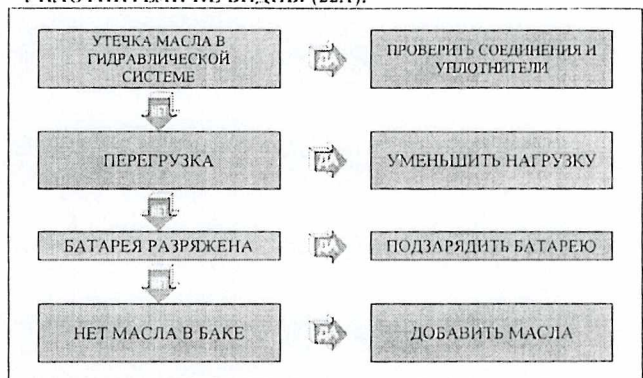 УТЕЧКА МАСЛА В
ГИДРАВЛИЧЕСКОЙ
СИСТЕМЕ
ПРОВЕРИТЬ СОЕДИНЕНИЯ И
УПЛОТНИТЕЛИ
ПЕРЕГРУЗКА
УМЕНЬШИТЬ НАГРУЗКУ
БАТАРЕЯ РАЗРЯЖЕНА
ПОДЗАРЯДИТЬ БАТАРЕЮ
НЕТ МАСЛА В БАКЕ
ДОБАВИТЬ МАСЛА